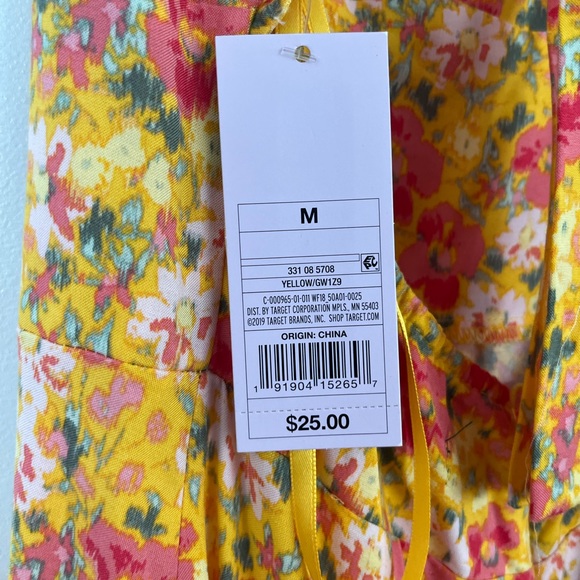 M
331 08 5708
YELLOW/GW1Z9
C-000965-01-011 WF18_50A01-0025
DIST. BY TARGET CORPORATION MPLS., MN 55403
©2019 TARGET BRANDS, INC. SHOP TARGET.COM
ORIGIN: CHINA
1 91904 15265 7
$25.00